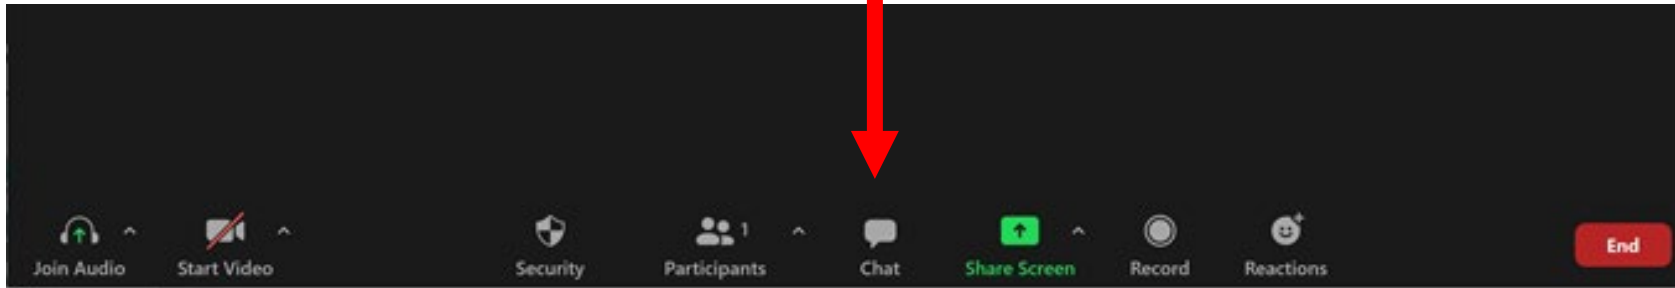 1
Join Audio
Start Video
Security
Participants
Chat
Share Screen
Record
Reactions
End